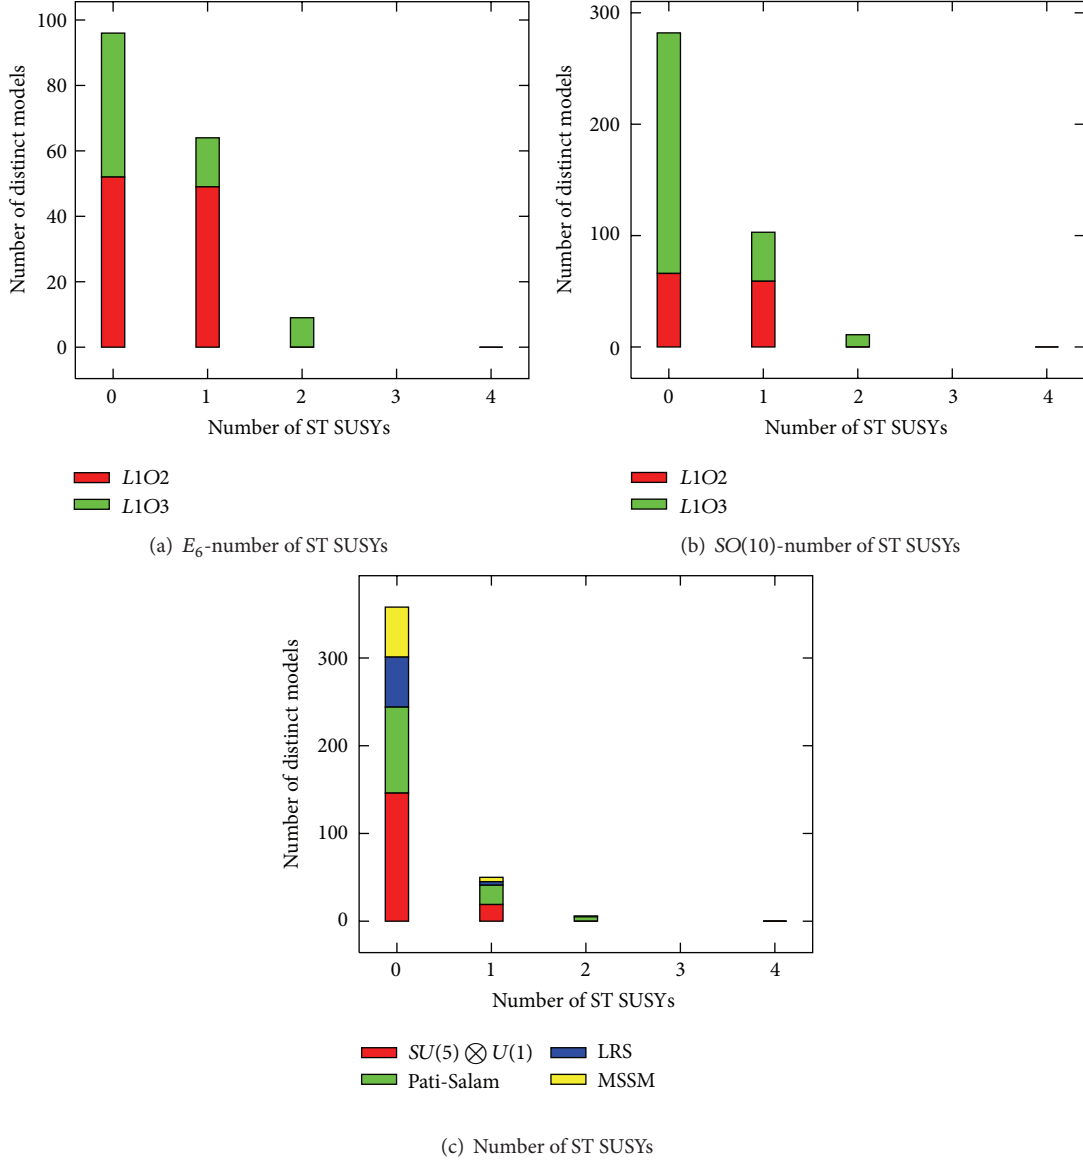 Number of distinct models
100
80
60
40
20
0
0 1 2 3 4
Number of ST SUSYs
L1O2
L1O3
(a) E₆-number of ST SUSYs
Number of distinct models
300
200
100
0
0 1 2 3 4
Number of ST SUSYs
L1O2
L1O3
(b) SO(10)-number of ST SUSYs
Number of distinct models
300
200
100
0
0 1 2 3 4
Number of ST SUSYs
SU(5) ⊗ U(1) LRS
Pati-Salam MSSM
(c) Number of ST SUSYs